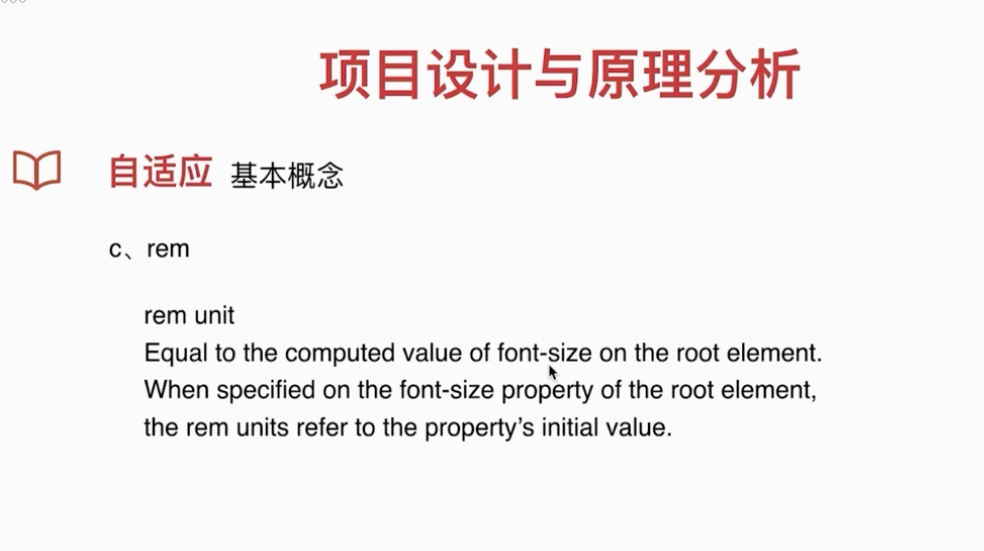 项目设计与原理分析
自适应 基本概念
c、rem
rem unit
Equal to the computed value of font-size on the root element.
When specified on the font-size property of the root element,
the rem units refer to the property’s initial value.